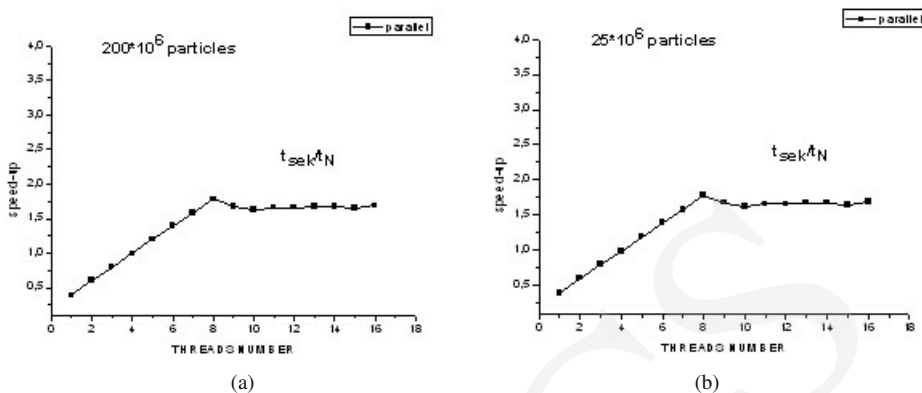 parallel
200*10^6 particles
4,0
3,5
3,0
2,5
2,0
1,5
1,0
0,5
speed-up
t_sek/t_N
0 2 4 6 8 10 12 14 16 18
THREADS NUMBER
(a)
parallel
25*10^6 particles
4,0
3,5
3,0
2,5
2,0
1,5
1,0
0,5
speed-up
t_sek/t_N
0 2 4 6 8 10 12 14 16 18
THREADS NUMBER
(b)